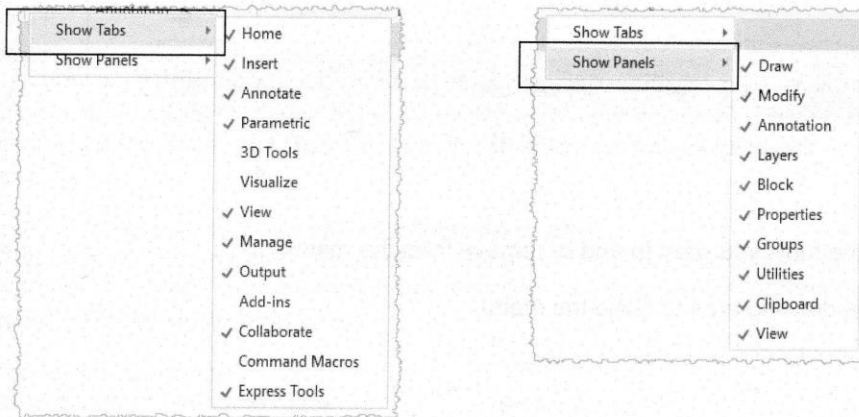 Show Tabs
Show Panels
✓ Home
✓ Insert
✓ Annotate
✓ Parametric
3D Tools
Visualize
✓ View
✓ Manage
✓ Output
Add-ins
✓ Collaborate
Command Macros
✓ Express Tools
Show Tabs
Show Panels
✓ Draw
✓ Modify
✓ Annotation
✓ Layers
✓ Block
✓ Properties
✓ Groups
✓ Utilities
✓ Clipboard
✓ View